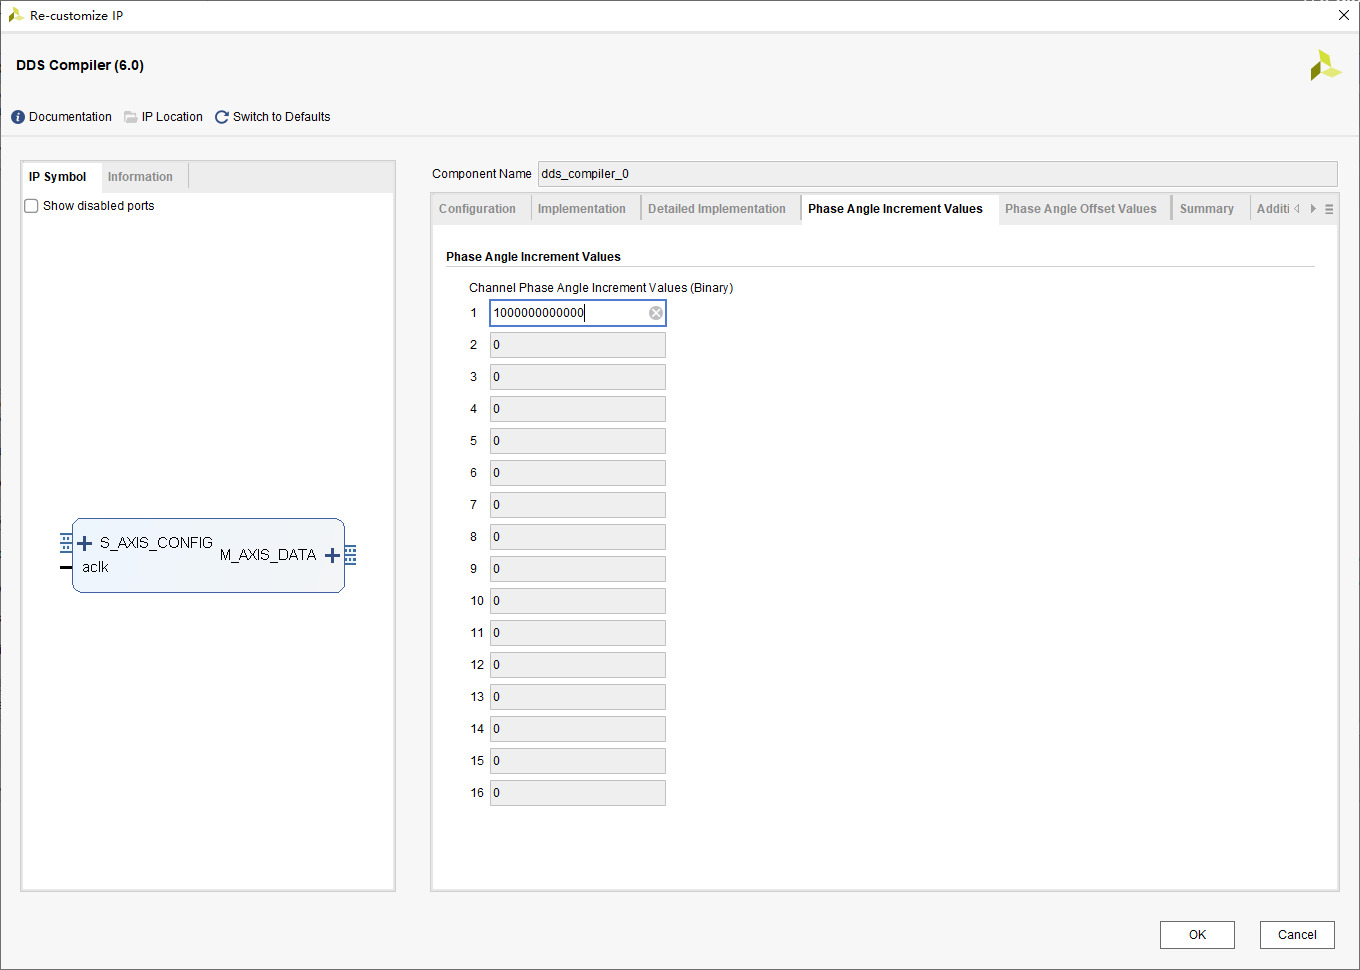 Re-customize IP
DDS Compiler (6.0)
Documentation IP Location Switch to Defaults
IP Symbol Information
Show disabled ports
S_AXIS_CONFIG
M_AXIS_DATA
aclk
Component Name dds_compiler_0
Configuration Implementation Detailed Implementation Phase Angle Increment Values Phase Angle Offset Values Summary Additi
Phase Angle Increment Values
Channel Phase Angle Increment Values (Binary)
1 1000000000000
2 0
3 0
4 0
5 0
6 0
7 0
8 0
9 0
10 0
11 0
12 0
13 0
14 0
15 0
16 0
OK Cancel